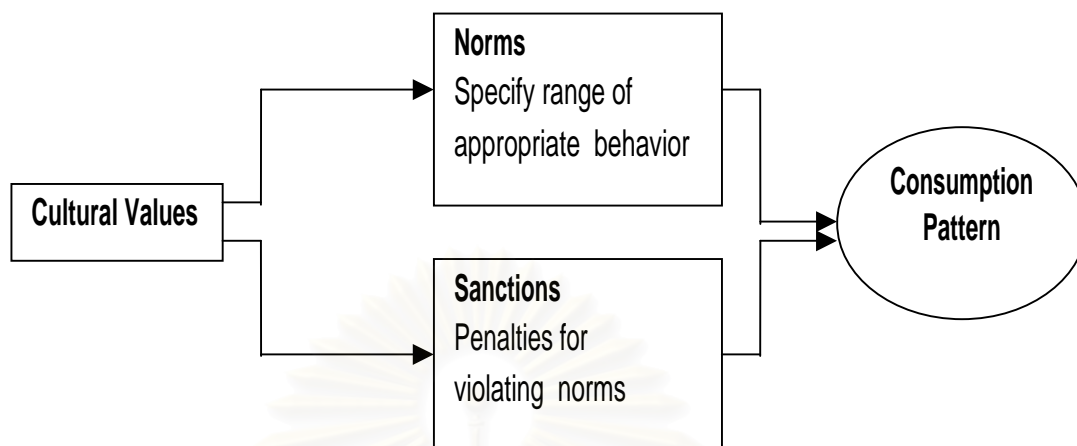 Cultural Values
Norms
Specify range of
appropriate behavior
Sanctions
Penalties for
violating norms
Consumption
Pattern